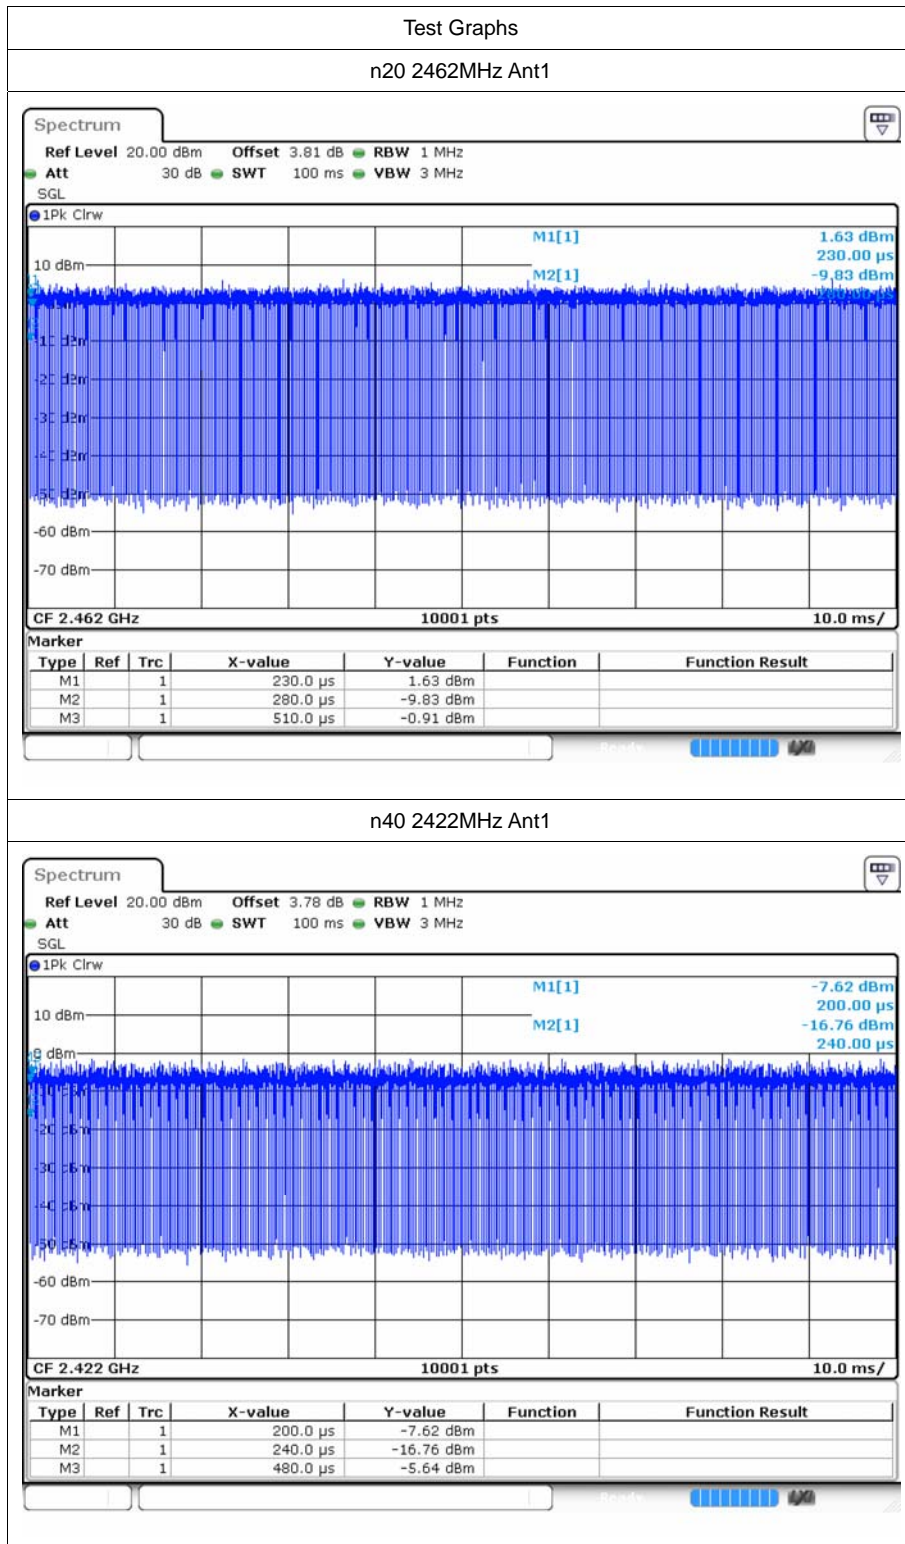 Test Graphs
n20 2462MHz Ant1
Spectrum
Ref Level 20.00 dBm Offset 3.81 dB RBW 1 MHz
Att 30 dB SWT 100 ms VBW 3 MHz
SGL
1Pk Clrw
M1[1] 1.63 dBm
230.00 µs
10 dBm
M2[1] -9.83 dBm
-60 dBm
-70 dBm
CF 2.462 GHz 10001 pts 10.0 ms/
Marker
Type Ref Trc X-value Y-value Function Function Result
M1 1 230.0 µs 1.63 dBm
M2 1 280.0 µs -9.83 dBm
M3 1 510.0 µs -0.91 dBm
n40 2422MHz Ant1
Spectrum
Ref Level 20.00 dBm Offset 3.78 dB RBW 1 MHz
Att 30 dB SWT 100 ms VBW 3 MHz
SGL
1Pk Clrw
M1[1] -7.62 dBm
200.00 µs
10 dBm
M2[1] -16.76 dBm
240.00 µs
-60 dBm
-70 dBm
CF 2.422 GHz 10001 pts 10.0 ms/
Marker
Type Ref Trc X-value Y-value Function Function Result
M1 1 200.0 µs -7.62 dBm
M2 1 240.0 µs -16.76 dBm
M3 1 480.0 µs -5.64 dBm